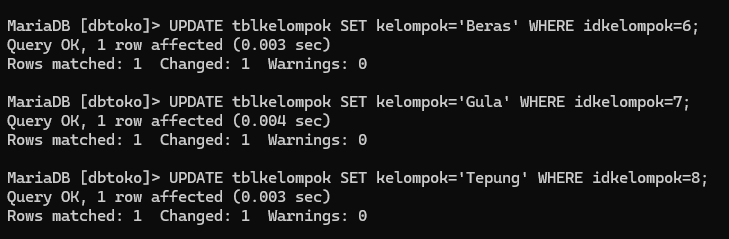 MariaDB [dbtoko]> UPDATE tblkelompok SET kelompok='Beras' WHERE idkelompok=6;
Query OK, 1 row affected (0.003 sec)
Rows matched: 1  Changed: 1  Warnings: 0

MariaDB [dbtoko]> UPDATE tblkelompok SET kelompok='Gula' WHERE idkelompok=7;
Query OK, 1 row affected (0.004 sec)
Rows matched: 1  Changed: 1  Warnings: 0

MariaDB [dbtoko]> UPDATE tblkelompok SET kelompok='Tepung' WHERE idkelompok=8;
Query OK, 1 row affected (0.003 sec)
Rows matched: 1  Changed: 1  Warnings: 0